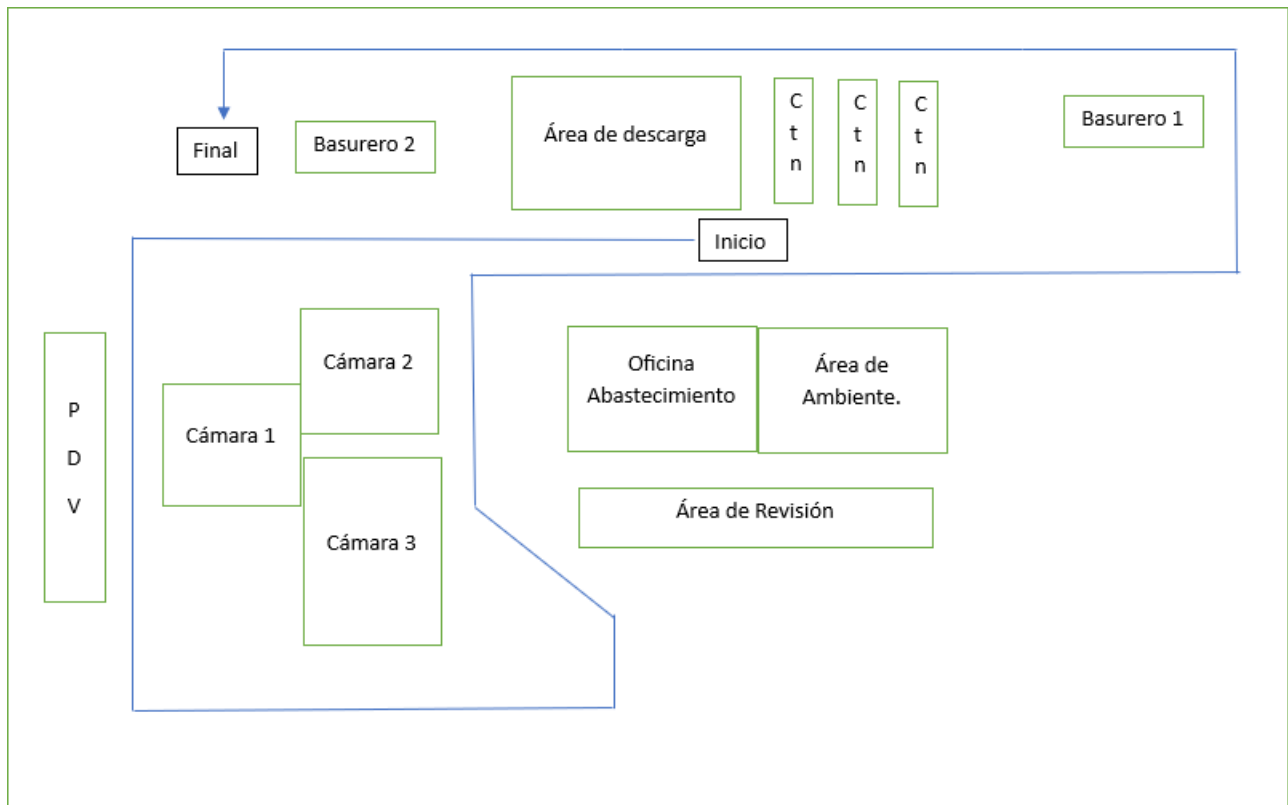 Final
Basurero 2
Área de descarga
C
t
n
C
t
n
C
t
n
Basurero 1
Inicio
P
D
V
Cámara 1
Cámara 2
Cámara 3
Oficina
Abastecimiento
Área de
Ambiente.
Área de Revisión